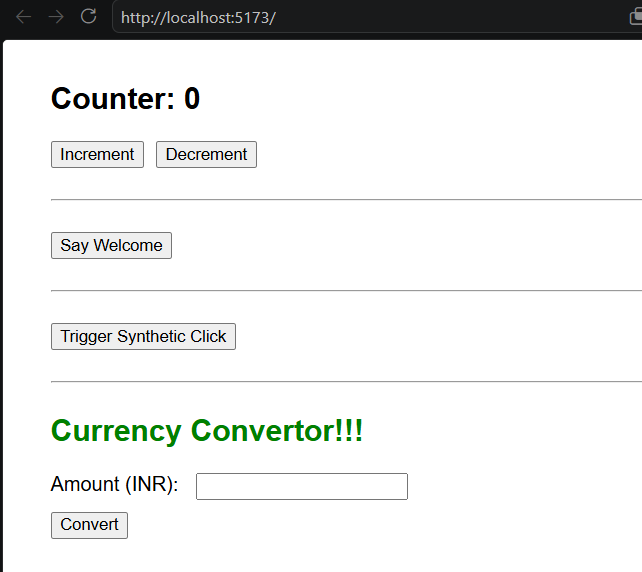 http://localhost:5173/
Counter: 0
Increment Decrement
Say Welcome
Trigger Synthetic Click
Currency Convertor!!!
Amount (INR):
Convert